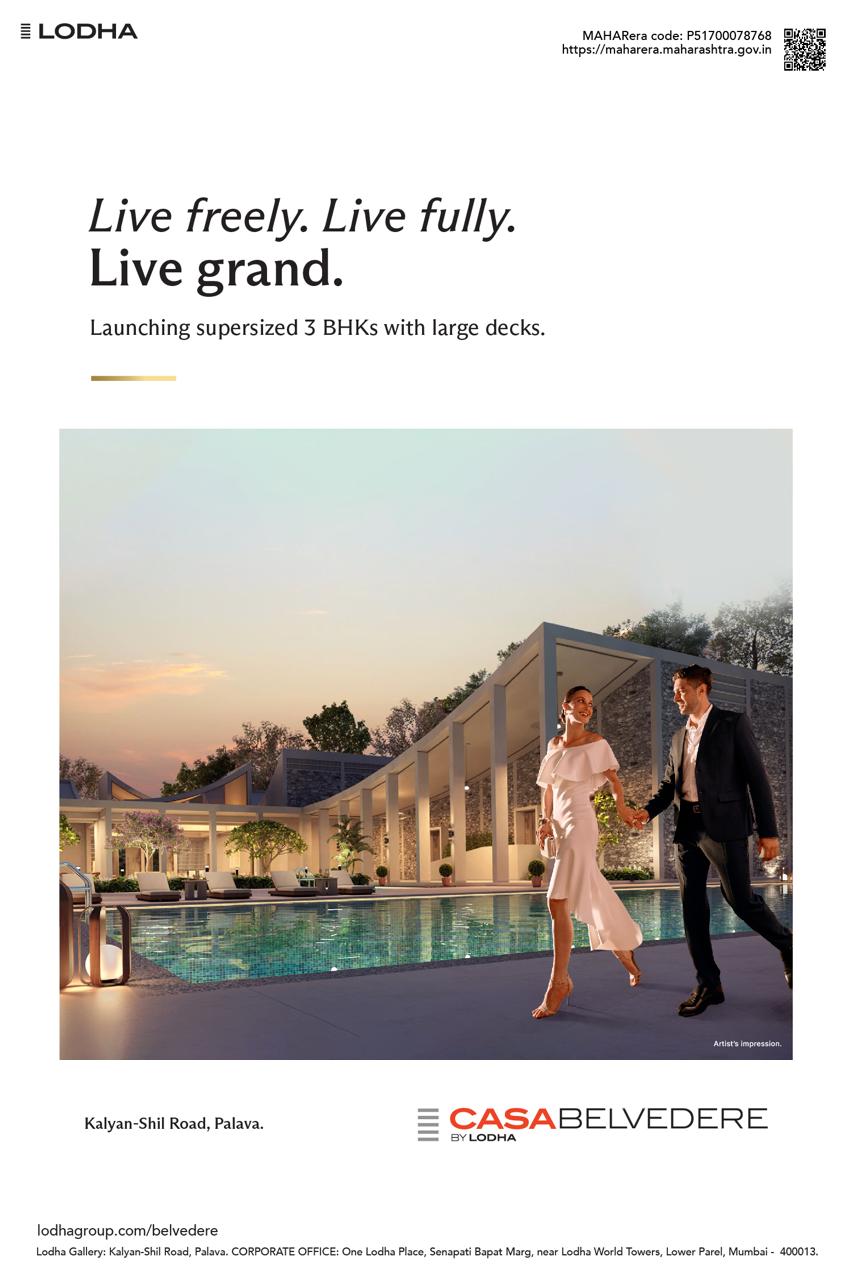 LODHA
MAHARera code: P51700078768
https://maharera.maharashtra.gov.in
Live freely. Live fully.
Live grand.
Launching supersized 3 BHKs with large decks.
Artist's impression.
Kalyan-Shil Road, Palava.
CASABELVEDERE
BY LODHA
lodhagroup.com/belvedere
Lodha Gallery: Kalyan-Shil Road, Palava. CORPORATE OFFICE: One Lodha Place, Senapati Bapat Marg, near Lodha World Towers, Lower Parel, Mumbai - 400013.